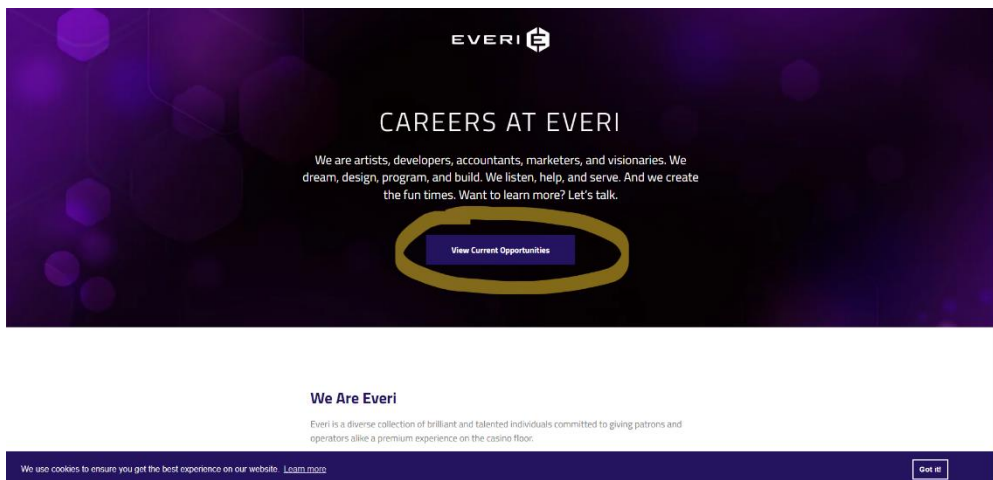 EVERI
CAREERS AT EVERI
We are artists, developers, accountants, marketers, and visionaries. We
dream, design, program, and build. We listen, help, and serve. And we create
the fun times. Want to learn more? Let's talk.
View Current Opportunities
We Are Everi
Everi is a diverse collection of brilliant and talented individuals committed to giving patrons and
operators alike a premium experience on the casino floor.
We use cookies to ensure you get the best experience on our website. Learn more
Got it!